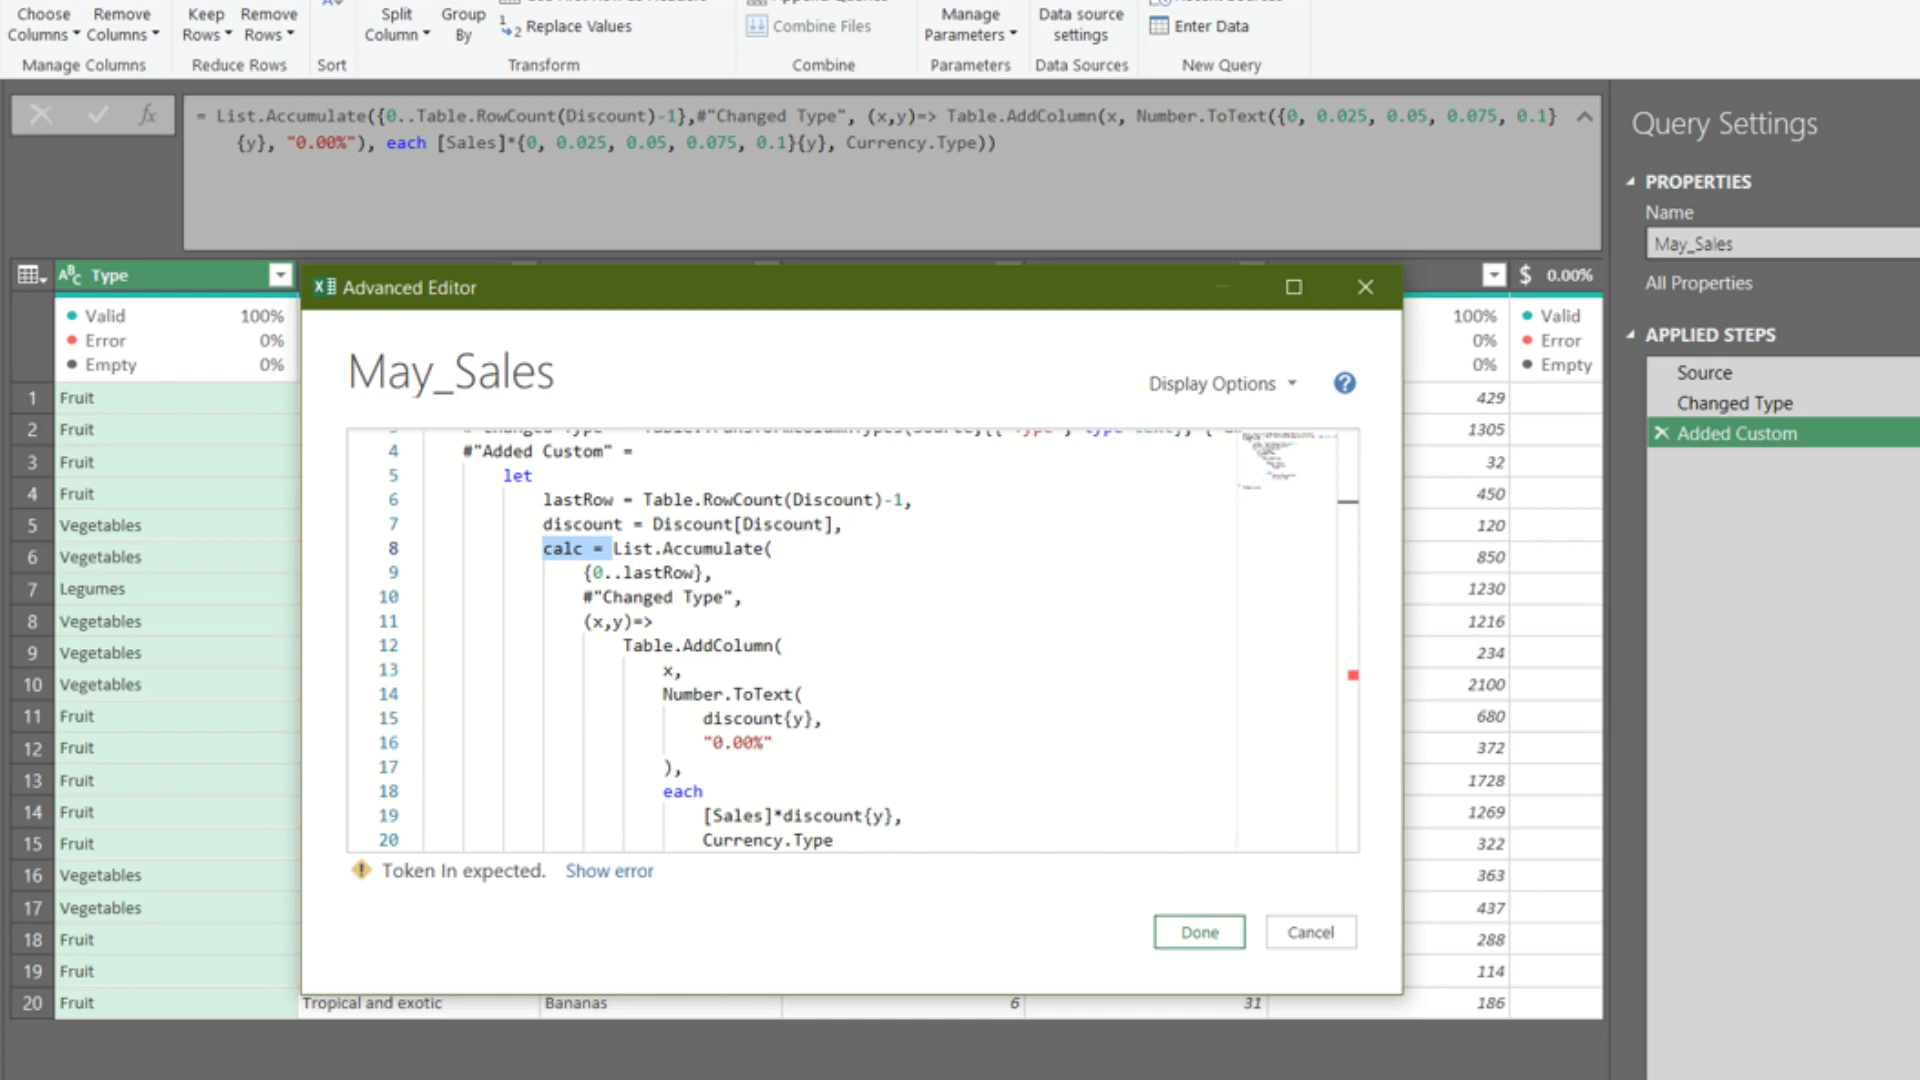 Choose
Columns
Remove
Columns
Keep
Rows
Remove
Rows
Split
Column
Group
By
Replace Values
Combine Files
Manage
Parameters
Data source
settings
Enter Data
Manage Columns
Reduce Rows
Sort
Transform
Combine
Parameters
Data Sources
New Query
fx
= List.Accumulate({0..Table.RowCount(Discount)-1},#"Changed Type", (x,y)=> Table.AddColumn(x, Number.ToText({0, 0.025, 0.05, 0.075, 0.1}
{y}, "0.00%"), each [Sales]*{0, 0.025, 0.05, 0.075, 0.1}{y}, Currency.Type))
Query Settings
PROPERTIES
Name
May_Sales
All Properties
APPLIED STEPS
Source
Changed Type
Added Custom
ABC Type
$ 0.00%
Valid 100%
Error 0%
Empty 0%
100%
0%
0%
Valid
Error
Empty
1 Fruit 429
2 Fruit 1305
3 Fruit 32
4 Fruit 450
5 Vegetables 120
6 Vegetables 850
7 Legumes 1230
8 Vegetables 1216
9 Vegetables 234
10 Vegetables 2100
11 Fruit 680
12 Fruit 372
13 Fruit 1728
14 Fruit 1269
15 Fruit 322
16 Vegetables 363
17 Vegetables 437
18 Fruit 288
19 Fruit 114
20 Fruit Tropical and exotic Bananas 6 31 186
Advanced Editor
May_Sales
Display Options
?
4 #"Added Custom" =
5 let
6 lastRow = Table.RowCount(Discount)-1,
7 discount = Discount[Discount],
8 calc = List.Accumulate(
9 {0..lastRow},
10 #"Changed Type",
11 (x,y)=>
12 Table.AddColumn(
13 x,
14 Number.ToText(
15 discount{y},
16 "0.00%"
17 ),
18 each
19 [Sales]*discount{y},
20 Currency.Type
Token In expected. Show error
Done
Cancel